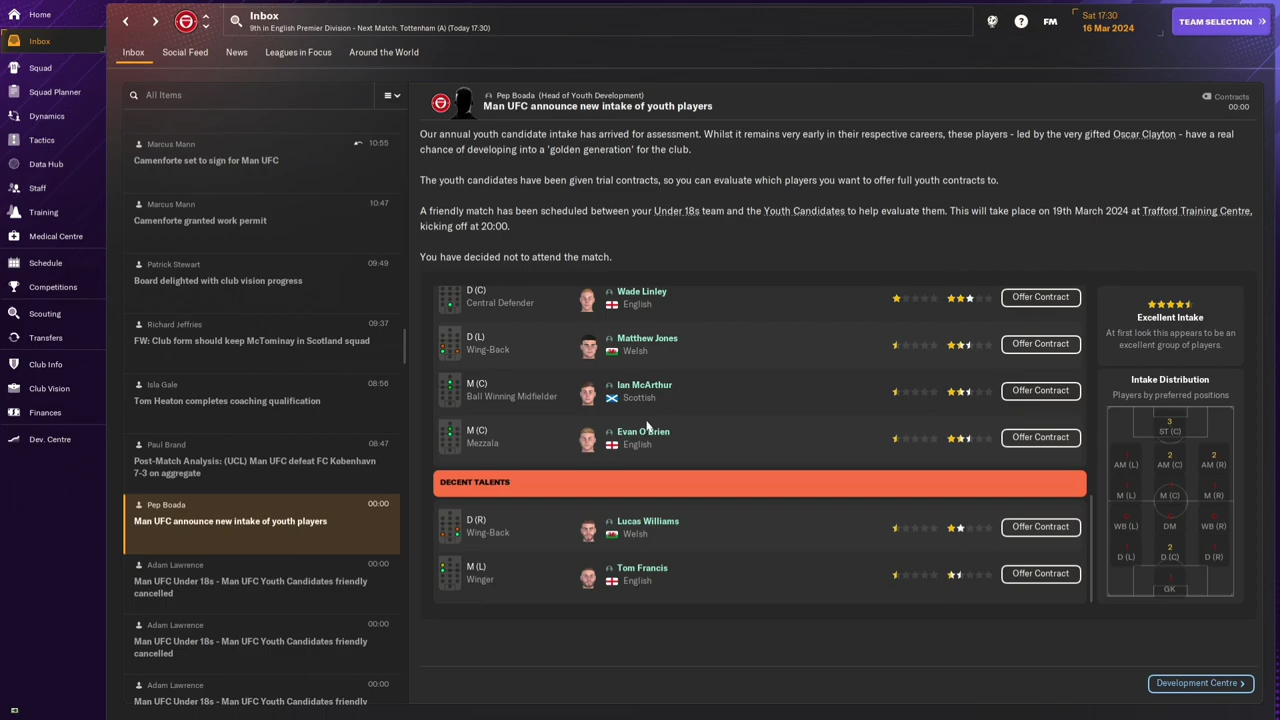 Home
Inbox
Squad
Squad Planner
Dynamics
Tactics
Data Hub
Staff
Training
Medical Centre
Schedule
Competitions
Scouting
Transfers
Club Info
Club Vision
Finances
Dev. Centre
Inbox
9th in English Premier Division - Next Match: Tottenham (A) (Today 17:30)
FM
Sat 17:30
16 Mar 2024
TEAM SELECTION
Inbox
Social Feed
News
Leagues in Focus
Around the World
All Items
Marcus Mann 10:55
Camenforte set to sign for Man UFC
Marcus Mann 10:47
Camenforte granted work permit
Patrick Stewart 09:49
Board delighted with club vision progress
Richard Jeffries 09:37
FW: Club form should keep McTominay in Scotland squad
Isla Gale 08:56
Tom Heaton completes coaching qualification
Paul Brand 08:47
Post-Match Analysis: (UCL) Man UFC defeat FC København
7-3 on aggregate
Pep Boada 00:00
Man UFC announce new intake of youth players
Adam Lawrence 00:00
Man UFC Under 18s - Man UFC Youth Candidates friendly
cancelled
Adam Lawrence 00:00
Man UFC Under 18s - Man UFC Youth Candidates friendly
cancelled
Adam Lawrence 00:00
Man UFC Under 18s - Man UFC Youth Candidates friendly
Pep Boada (Head of Youth Development)
Man UFC announce new intake of youth players
Contracts
00:00
Our annual youth candidate intake has arrived for assessment. Whilst it remains very early in their respective careers, these players - led by the very gifted Oscar Clayton - have a real
chance of developing into a 'golden generation' for the club.
The youth candidates have been given trial contracts, so you can evaluate which players you want to offer full youth contracts to.
A friendly match has been scheduled between your Under 18s team and the Youth Candidates to help evaluate them. This will take place on 19th March 2024 at Trafford Training Centre,
kicking off at 20:00.
You have decided not to attend the match.
D (C) Wade Linley Offer Contract
Central Defender English
D (L) Matthew Jones Offer Contract
Wing-Back Welsh
M (C) Ian McArthur Offer Contract
Ball Winning Midfielder Scottish
M (C) Evan O'Brien Offer Contract
Mezzala English
DECENT TALENTS
D (R) Lucas Williams Offer Contract
Wing-Back Welsh
M (L) Tom Francis Offer Contract
Winger English
Excellent Intake
At first look this appears to be an
excellent group of players.
Intake Distribution
Players by preferred positions
3
ST (C)
1 2 2
AM (L) AM (C) AM (R)
M (L) M (C) M (R)
WB (L) DM WB (R)
2
D (L) D (C) D (R)
GK
Development Centre